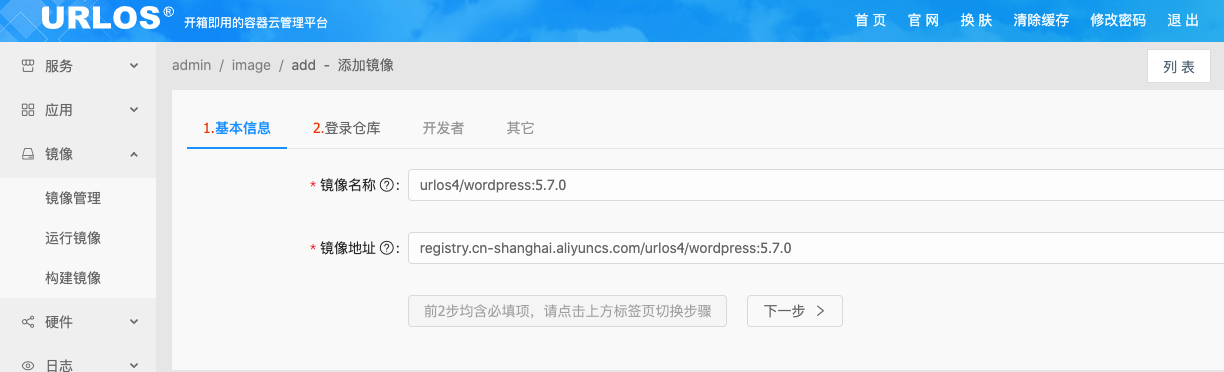 URLOS® 开箱即用的容器云管理平台
首 页 官 网 换 肤 清除缓存 修改密码 退 出
服务
应用
镜像
镜像管理
运行镜像
构建镜像
硬件
日志
admin / image / add - 添加镜像
列 表
1.基本信息 2.登录仓库 开发者 其它
* 镜像名称 ? : urlos4/wordpress:5.7.0
* 镜像地址 ? : registry.cn-shanghai.aliyuncs.com/urlos4/wordpress:5.7.0
前2步均含必填项，请点击上方标签页切换步骤 下一步 >